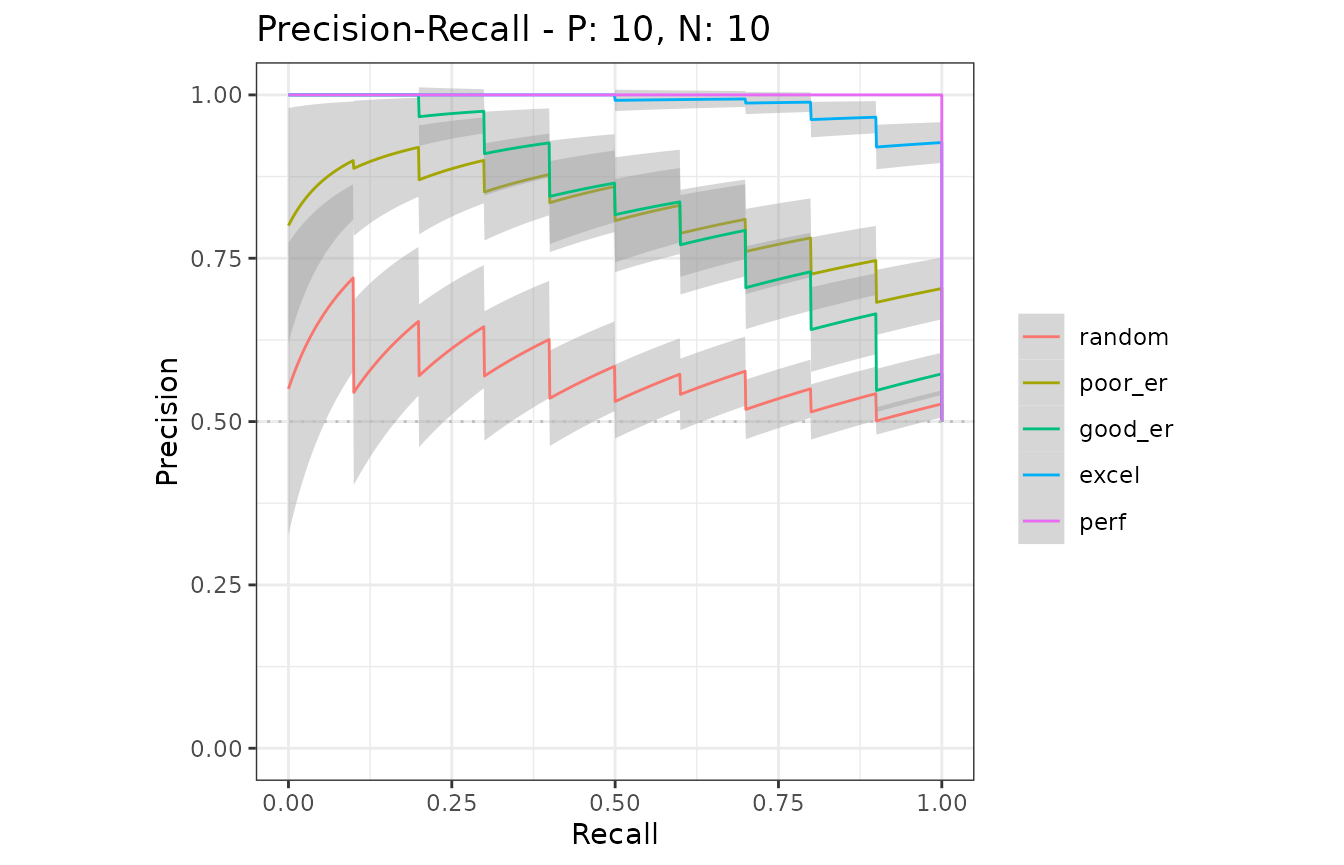 Precision-Recall - P: 10, N: 10
1.00
0.75
0.50
0.25
0.00
Precision
0.00 0.25 0.50 0.75 1.00
Recall
random
poor_er
good_er
excel
perf